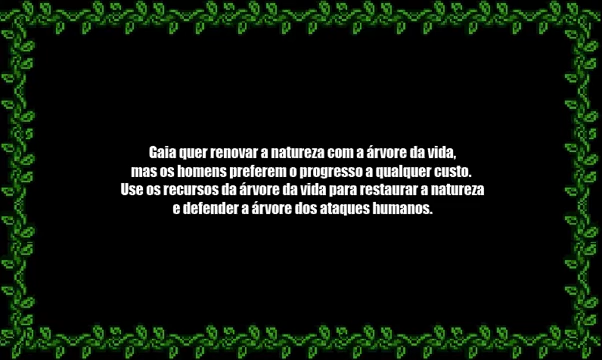 Gaia quer renovar a natureza com a árvore da vida,
mas os homens preferem o progresso a qualquer custo.
Use os recursos da árvore da vida para restaurar a natureza
e defender a árvore dos ataques humanos.